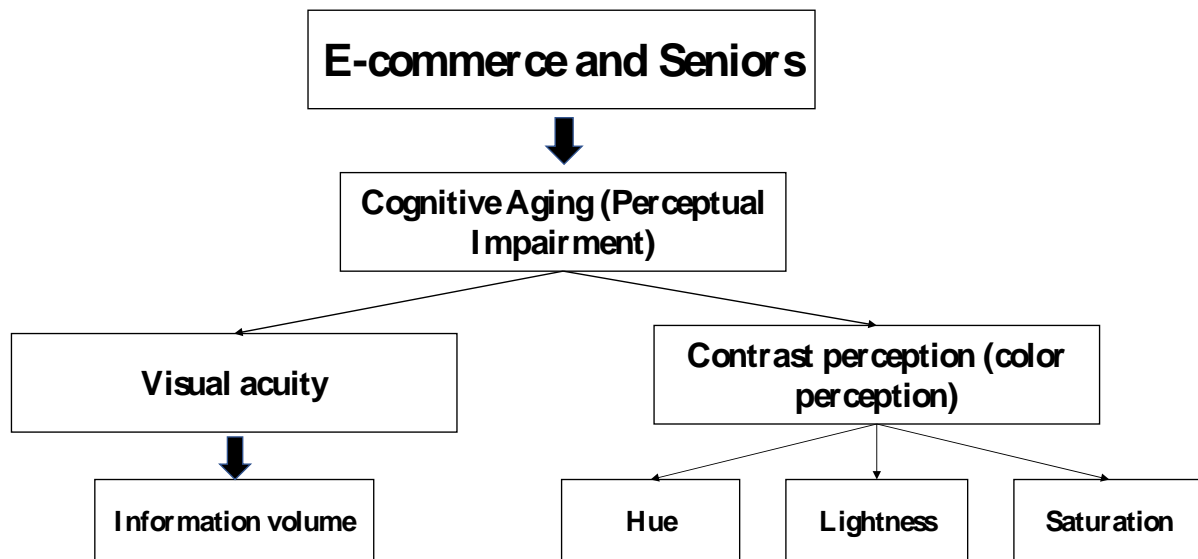 E-commerce and Seniors
Cognitive Aging (Perceptual
Impairment)
Visual acuity
Contrast perception (color
perception)
Information volume
Hue
Lightness
Saturation